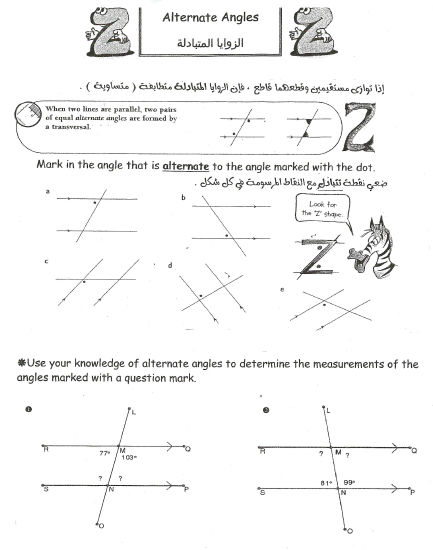 Alternate Angles
الزوايا المتبادلة
إذا توازى مستقيمين وقطعهما قاطع ، فإن الزوايا المتبادلة متطابقة ( متساوية ) .
When two lines are parallel, two pairs
of equal alternate angles are formed by
a transversal.
Mark in the angle that is alternate to the angle marked with the dot.
ضعي نقطة تتبادل مع النقاط المرسومة في كل شكل .
a
b
Look for
the "Z" shape.
c
d
e
✱Use your knowledge of alternate angles to determine the measurements of the
angles marked with a question mark.
1
L
R
77°
M
103°
Q
S
?
?
N
P
O
L
R
?
M
?
Q
S
81°
99°
N
P
O